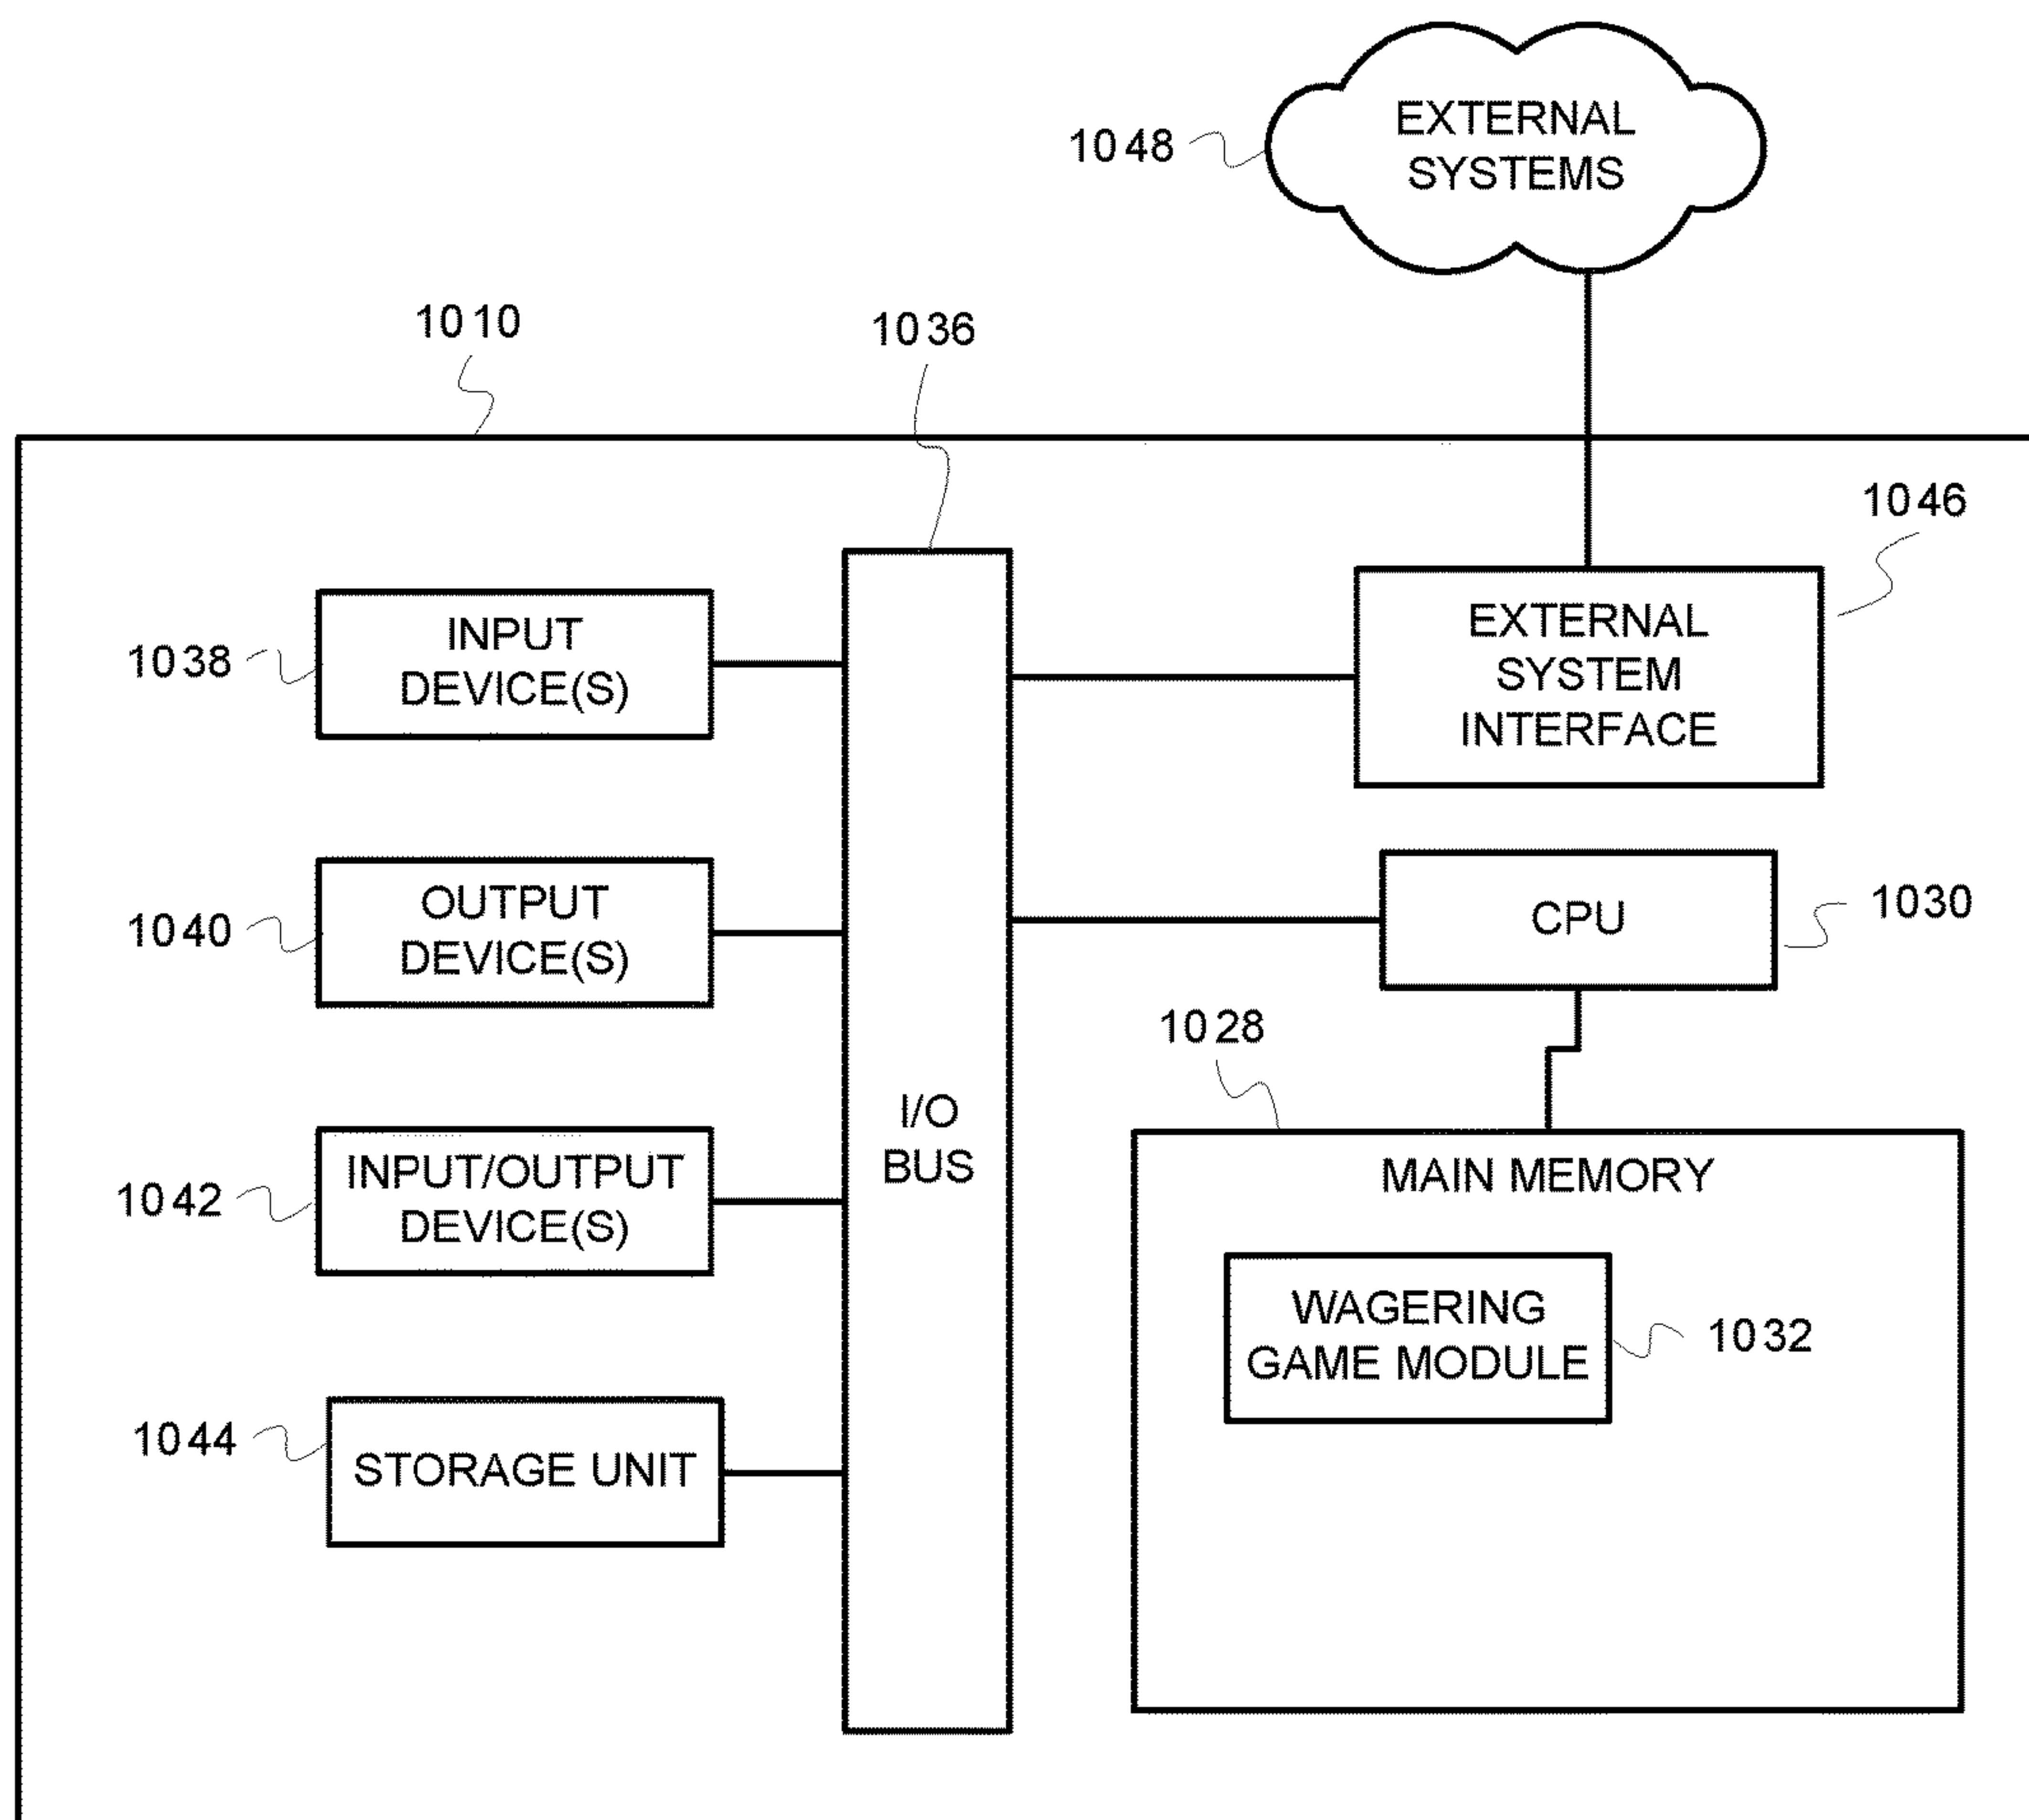 EXTERNAL
SYSTEMS
1048
1010
1036
1046
INPUT
DEVICE(S)
1038
EXTERNAL
SYSTEM
INTERFACE
OUTPUT
DEVICE(S)
1040
CPU
1030
1028
I/O
BUS
INPUT/OUTPUT
DEVICE(S)
1042
MAIN MEMORY
WAGERING
GAME MODULE
1032
1044
STORAGE UNIT